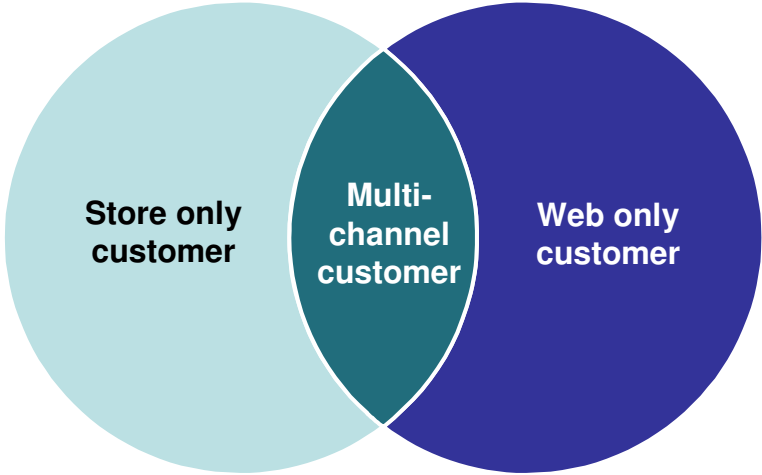 Store only
customer
Multi-
channel
customer
Web only
customer